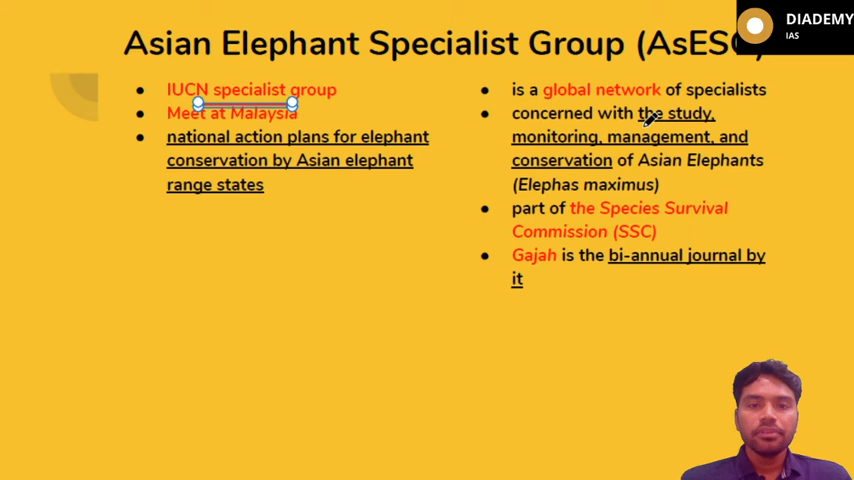 Asian Elephant Specialist Group (AsESG)
DIADEMY
IAS
IUCN specialist group
Meet at Malaysia
national action plans for elephant
conservation by Asian elephant
range states
is a global network of specialists
concerned with the study,
monitoring, management, and
conservation of Asian Elephants
(Elephas maximus)
part of the Species Survival
Commission (SSC)
Gajah is the bi-annual journal by
it